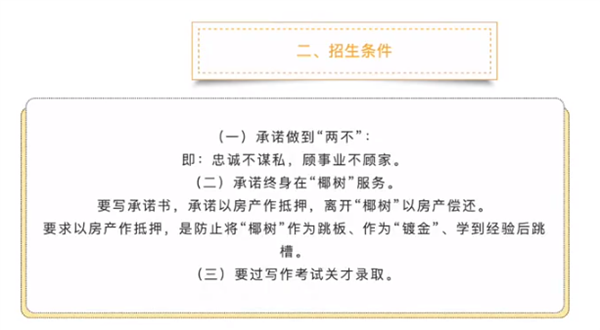 二、招生条件
（一）承诺做到“两不”：
即：忠诚不谋私，顾事业不顾家。
（二）承诺终身在“椰树”服务。
要写承诺书，承诺以房产作抵押，离开“椰树”以房产偿还。
要求以房产作抵押，是防止将“椰树”作为跳板、作为“镀金”、学到经验后跳
槽。
（三）要过写作考试关才录取。